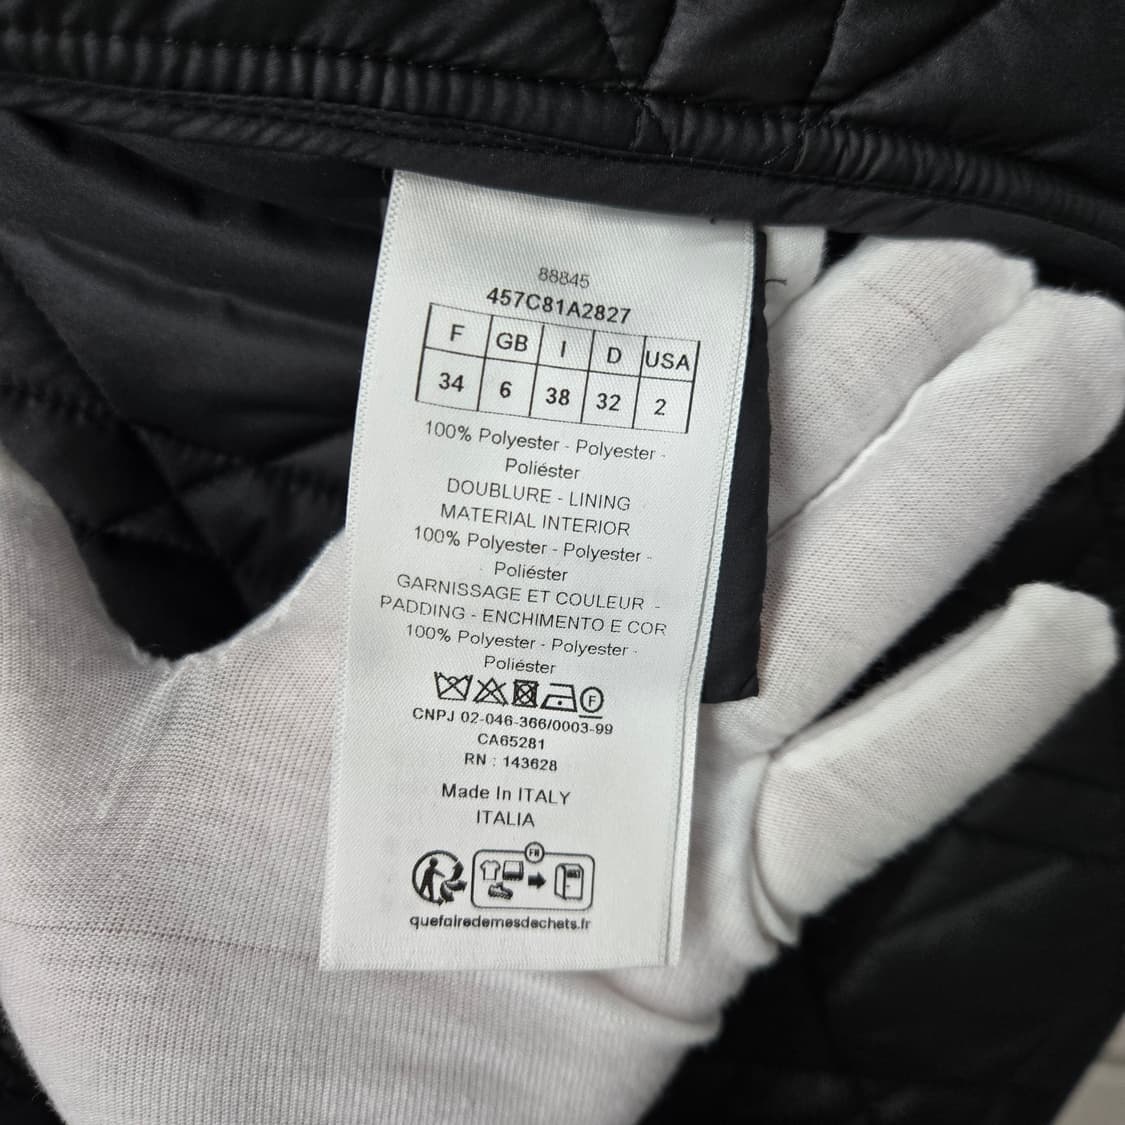 88845
457C81A2827
F GB I D USA
34 6 38 32 2
100% Polyester - Polyester -
Poliéster
DOUBLURE - LINING
MATERIAL INTERIOR
100% Polyester - Polyester -
Poliéster
GARNISSAGE ET COULEUR -
PADDING - ENCHIMENTO E COR
100% Polyester - Polyester -
Poliéster
F
CNPJ 02-046-366/0003-99
CA65281
RN : 143628
Made In ITALY
ITALIA
FR
quefairedemesdechets.fr